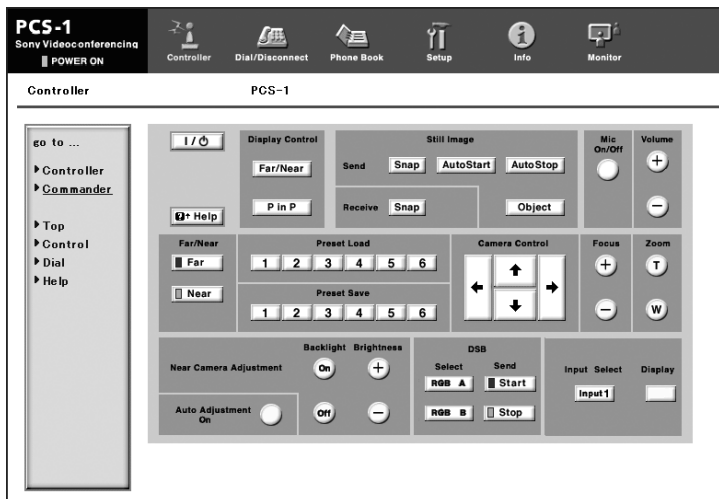 PCS-1
Sony Videoconferencing
POWER ON
Controller
Dial/Disconnect
Phone Book
Setup
Info
Monitor
Controller PCS-1
go to ...
Controller
Commander
Top
Control
Dial
Help
I / ⏻
? ↑ Help
Display Control
Far/Near
P in P
Still Image
Send Snap AutoStart AutoStop
Receive Snap Object
Mic
On/Off
Volume
+
−
Far/Near
Far
Near
Preset Load
1 2 3 4 5 6
Preset Save
1 2 3 4 5 6
Camera Control
Focus
+
−
Zoom
T
W
Backlight Brightness
Near Camera Adjustment On +
Auto Adjustment
On
Off −
DSB
Select Send
RGB A Start
RGB B Stop
Input Select Display
Input1